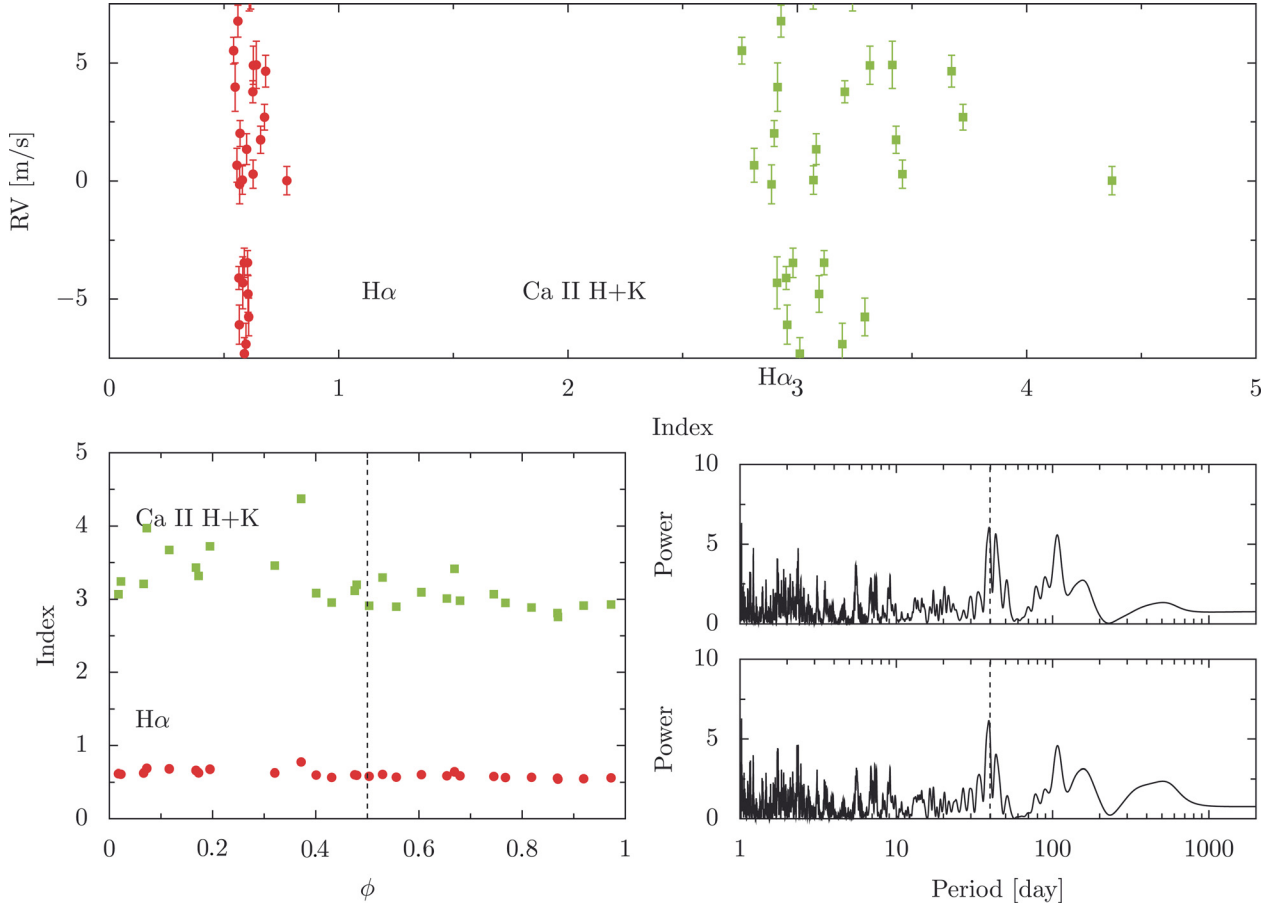 5
0
−5
RV [m/s]
Hα Ca II H+K
0 1 2 3 4 5
Hα
Index
5
4
3
2
1
0
Index
Ca II H+K
Hα
0 0.2 0.4 0.6 0.8 1
ϕ
10
5
0
Power
10
5
0
Power
1 10 100 1000
Period [day]